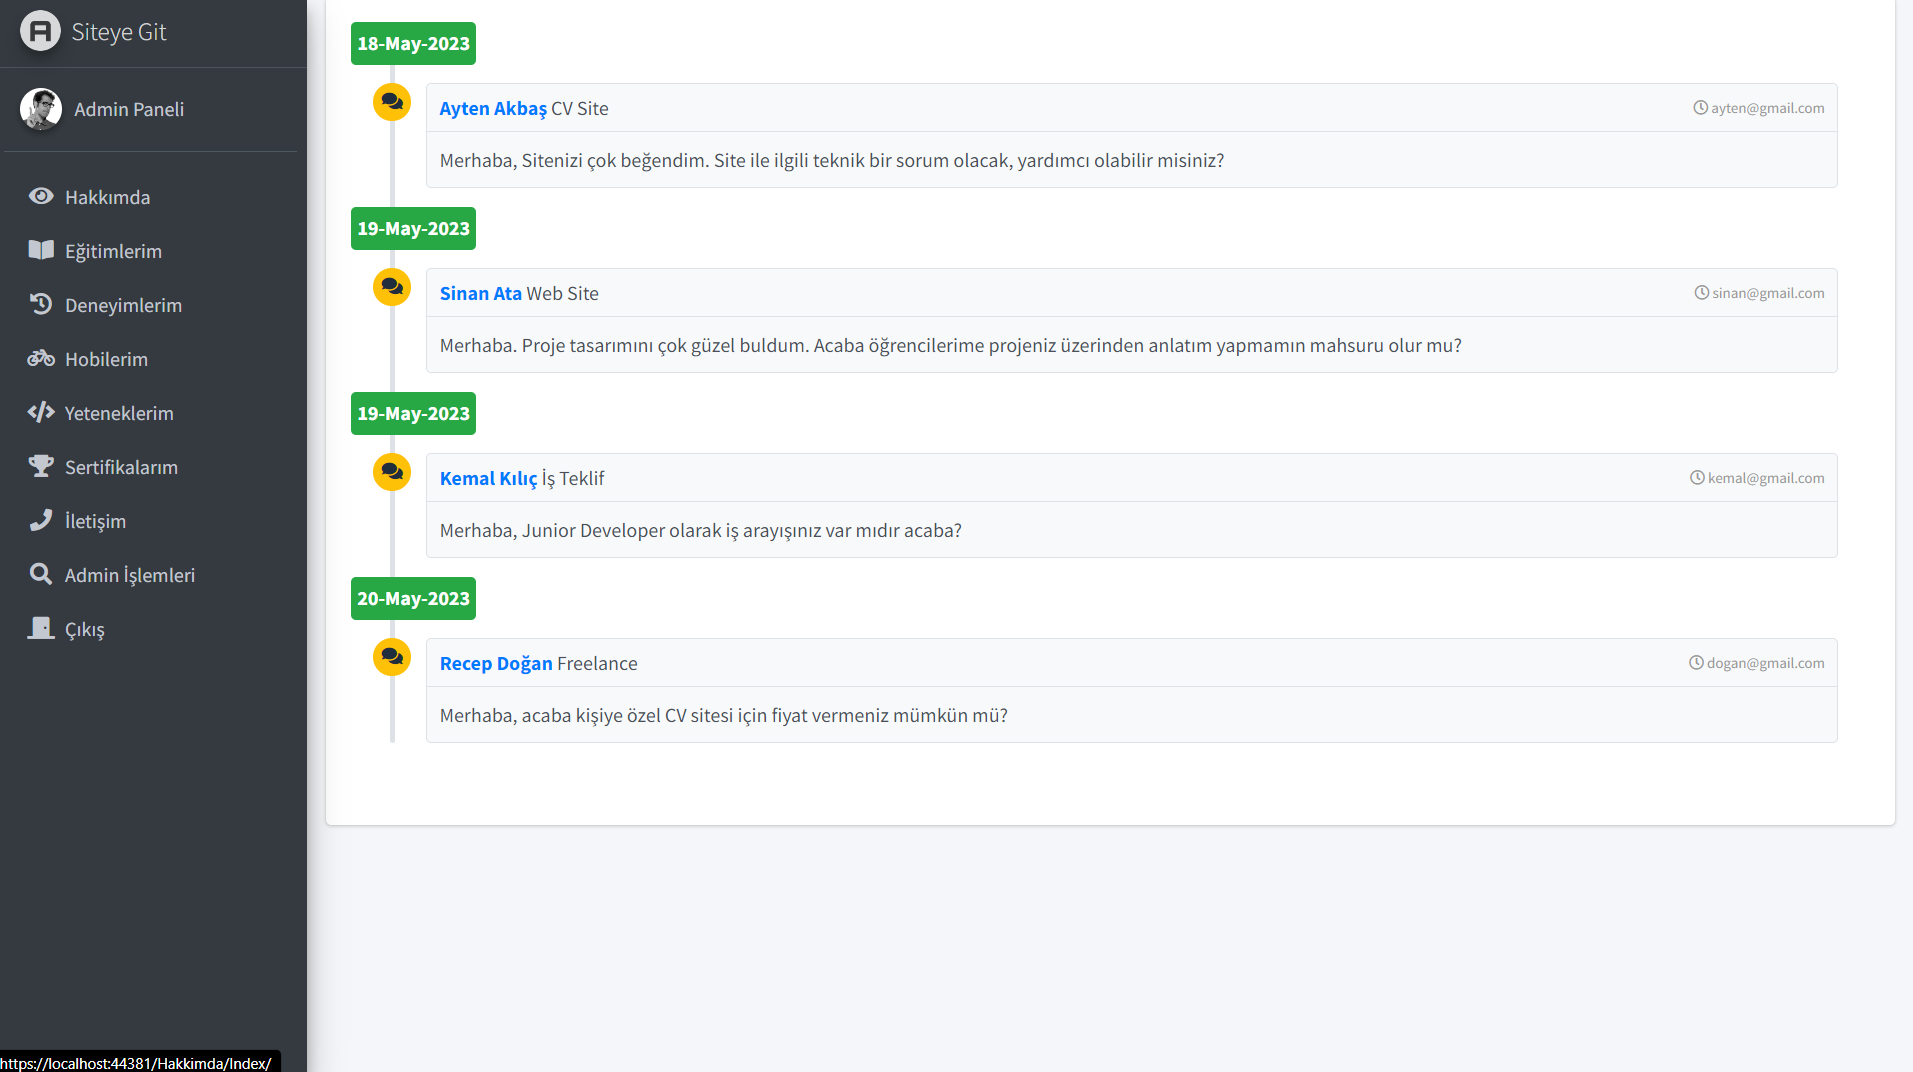 Siteye Git
Admin Paneli
Hakkımda
Eğitimlerim
Deneyimlerim
Hobilerim
Yeteneklerim
Sertifikalarım
İletişim
Admin İşlemleri
Çıkış
18-May-2023
Ayten Akbaş CV Site
ayten@gmail.com
Merhaba, Sitenizi çok beğendim. Site ile ilgili teknik bir sorum olacak, yardımcı olabilir misiniz?
19-May-2023
Sinan Ata Web Site
sinan@gmail.com
Merhaba. Proje tasarımını çok güzel buldum. Acaba öğrencilerime projeniz üzerinden anlatım yapmamın mahsuru olur mu?
19-May-2023
Kemal Kılıç İş Teklif
kemal@gmail.com
Merhaba, Junior Developer olarak iş arayışınız var mıdır acaba?
20-May-2023
Recep Doğan Freelance
dogan@gmail.com
Merhaba, acaba kişiye özel CV sitesi için fiyat vermeniz mümkün mü?
https://localhost:44381/Hakkimda/Index/